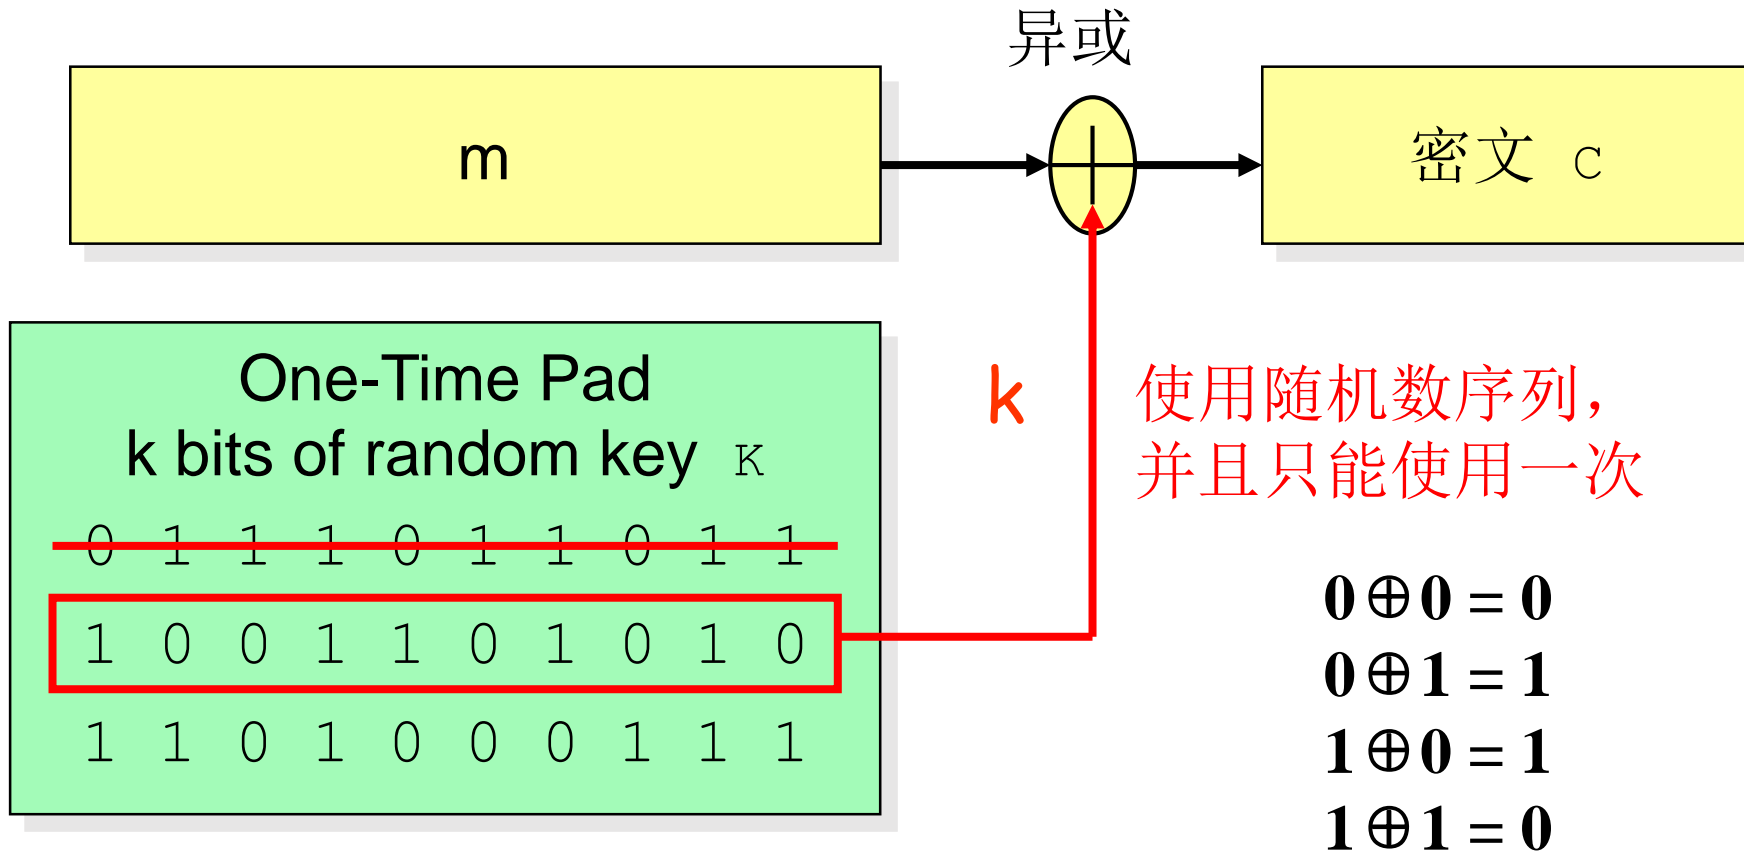 异或
m
密文 C
One-Time Pad
k bits of random key K
0 1 1 1 0 1 1 0 1 1
1 0 0 1 1 0 1 0 1 0
1 1 0 1 0 0 0 1 1 1
k
使用随机数序列，
并且只能使用一次
0⊕0=0
0⊕1=1
1⊕0=1
1⊕1=0